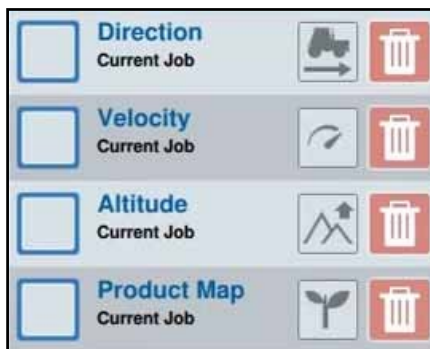 Direction
Current Job
Velocity
Current Job
Altitude
Current Job
Product Map
Current Job